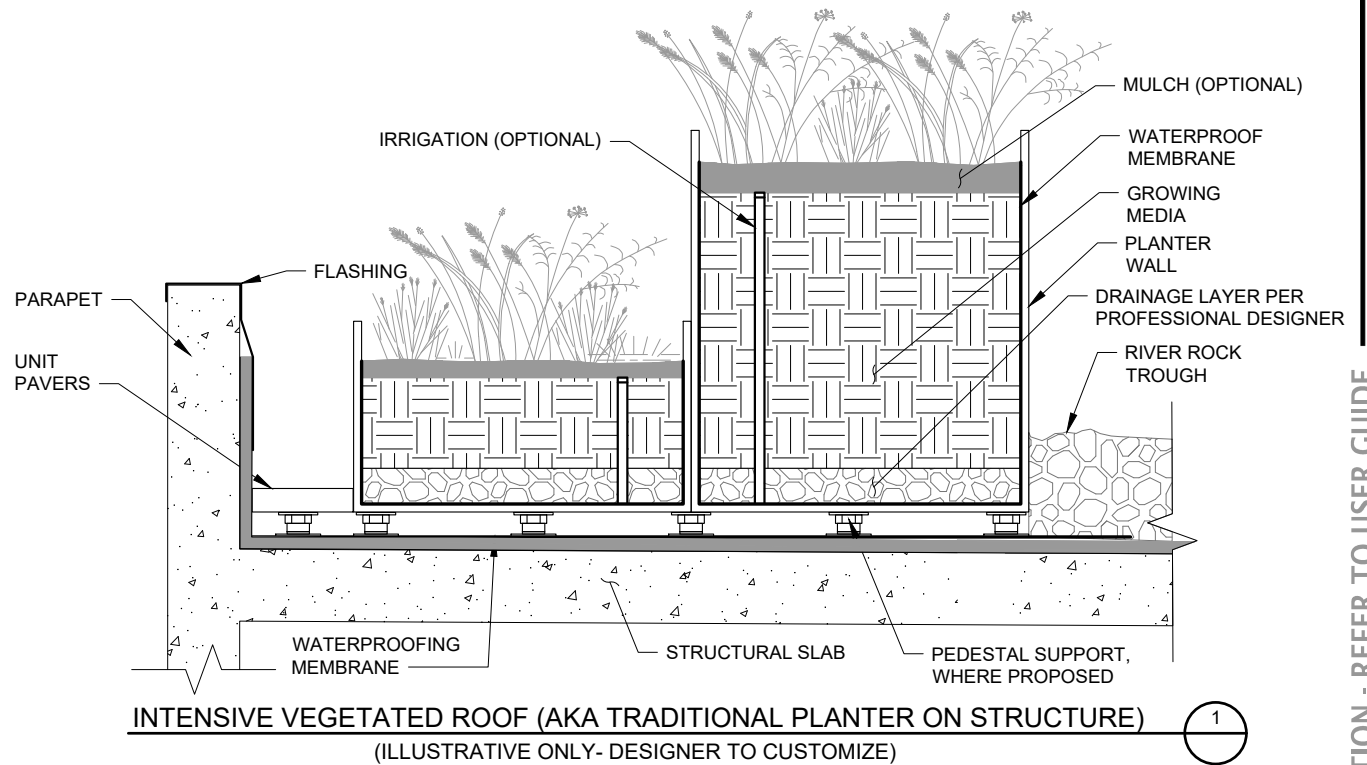 MULCH (OPTIONAL)
IRRIGATION (OPTIONAL)
WATERPROOF
MEMBRANE
GROWING
MEDIA
PLANTER
WALL
FLASHING
PARAPET
DRAINAGE LAYER PER
PROFESSIONAL DESIGNER
UNIT
PAVERS
RIVER ROCK
TROUGH
WATERPROOFING
MEMBRANE
STRUCTURAL SLAB
PEDESTAL SUPPORT,
WHERE PROPOSED
INTENSIVE VEGETATED ROOF (AKA TRADITIONAL PLANTER ON STRUCTURE)
1
(ILLUSTRATIVE ONLY- DESIGNER TO CUSTOMIZE)
- REFER TO USER GUIDE